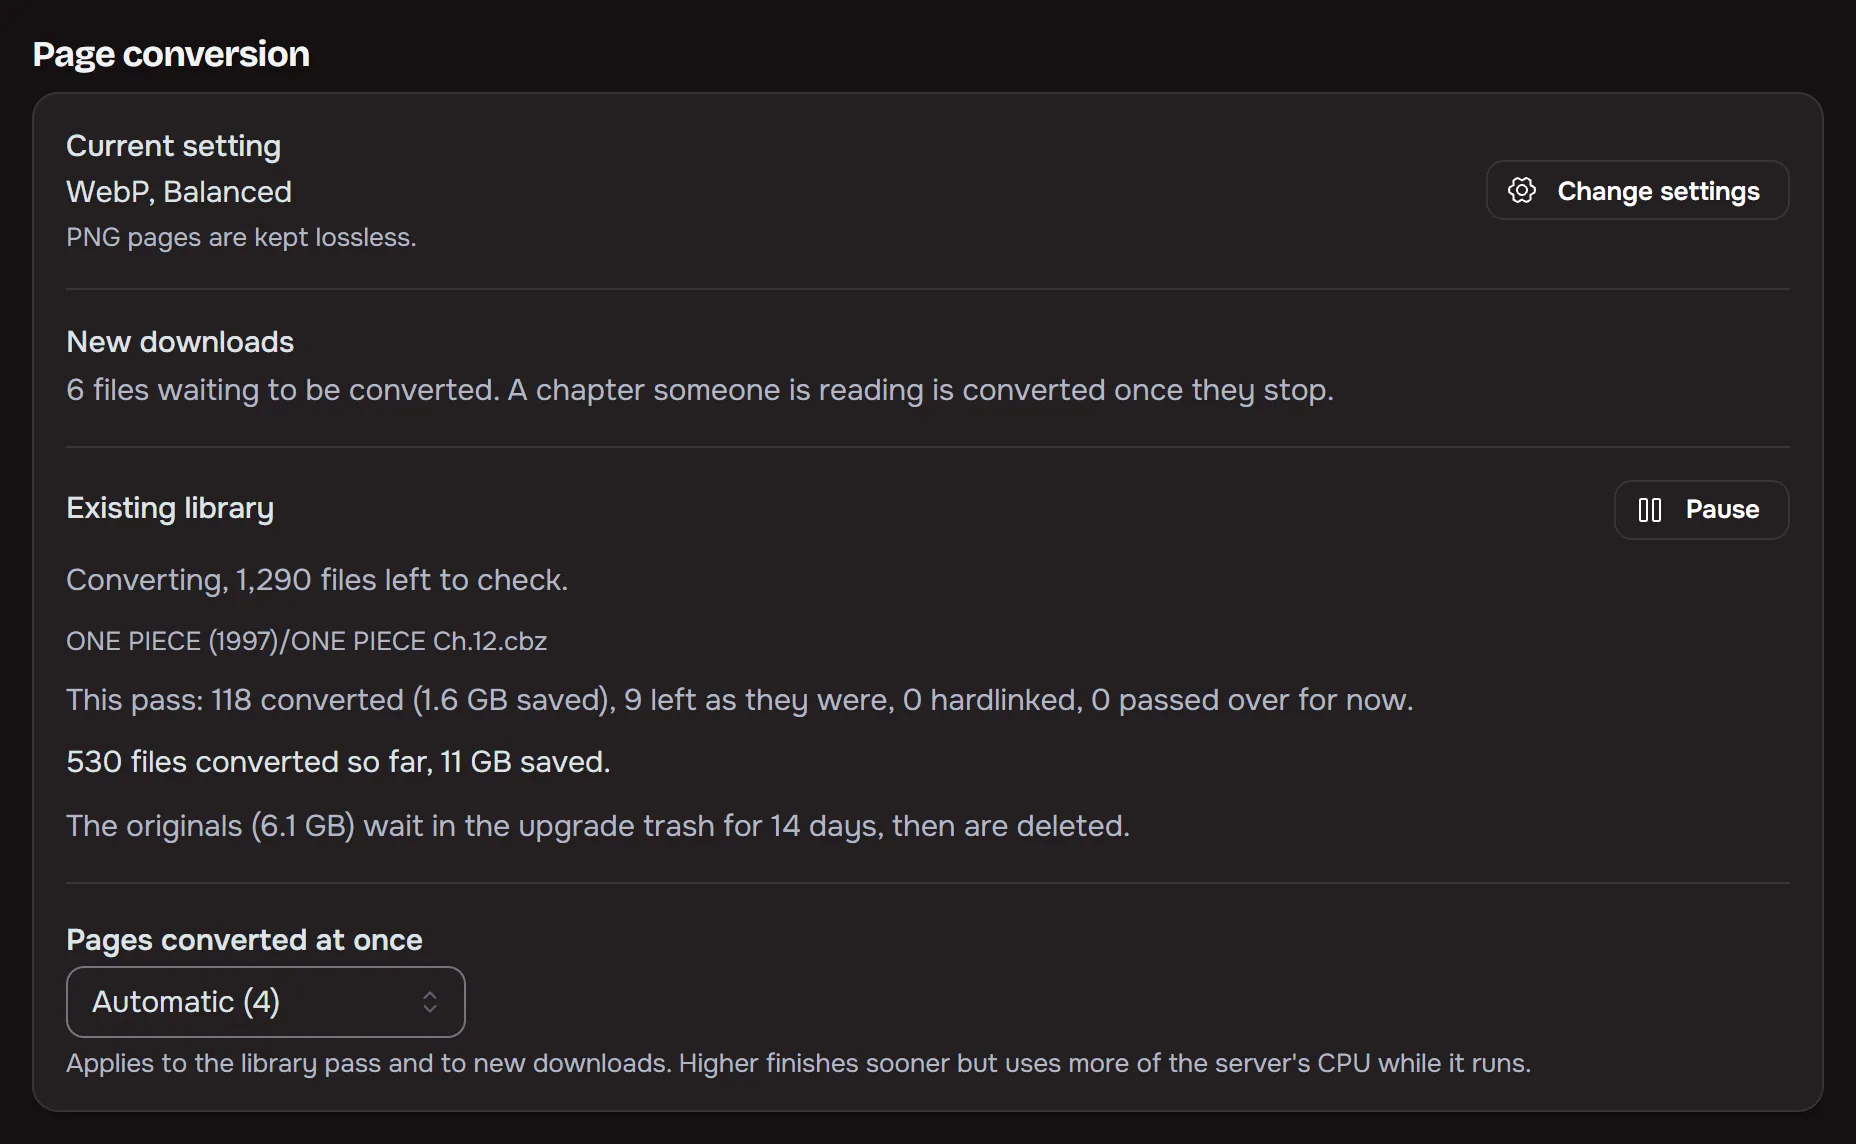 Page conversion
Current setting
WebP, Balanced
PNG pages are kept lossless.
Change settings
New downloads
6 files waiting to be converted. A chapter someone is reading is converted once they stop.
Existing library
Pause
Converting, 1,290 files left to check.
ONE PIECE (1997)/ONE PIECE Ch.12.cbz
This pass: 118 converted (1.6 GB saved), 9 left as they were, 0 hardlinked, 0 passed over for now.
530 files converted so far, 11 GB saved.
The originals (6.1 GB) wait in the upgrade trash for 14 days, then are deleted.
Pages converted at once
Automatic (4)
Applies to the library pass and to new downloads. Higher finishes sooner but uses more of the server's CPU while it runs.